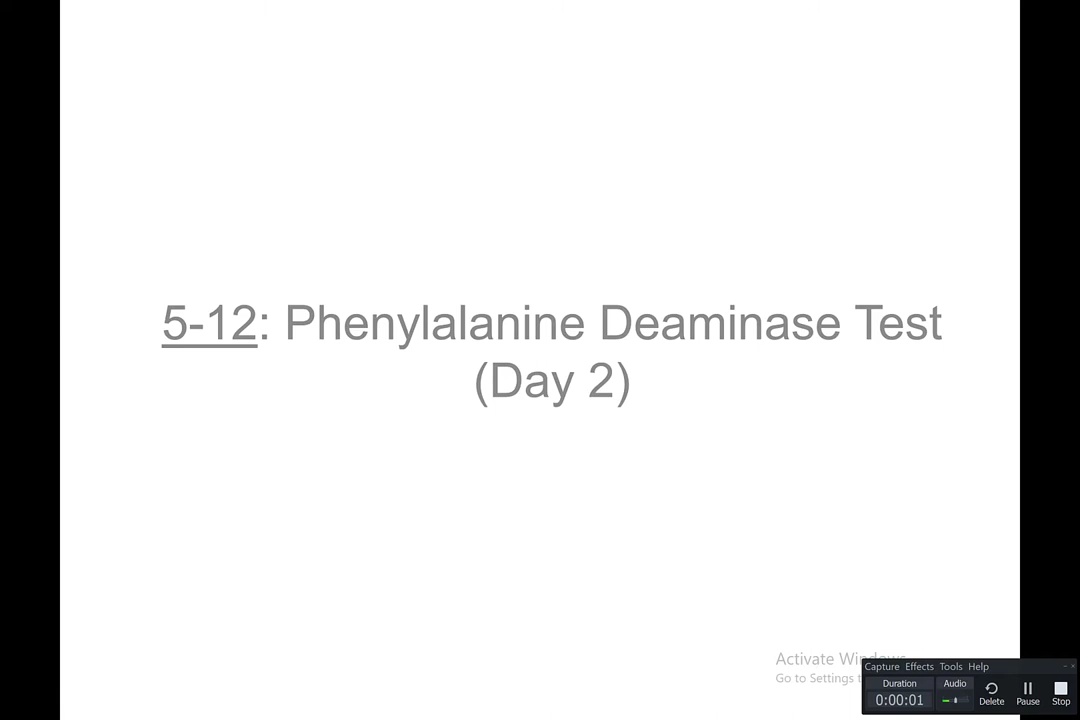 5-12: Phenylalanine Deaminase Test
(Day 2)
Activate
Go to Settings
Capture Effects Tools Help
Duration Audio
0:00:01 Delete Pause Stop